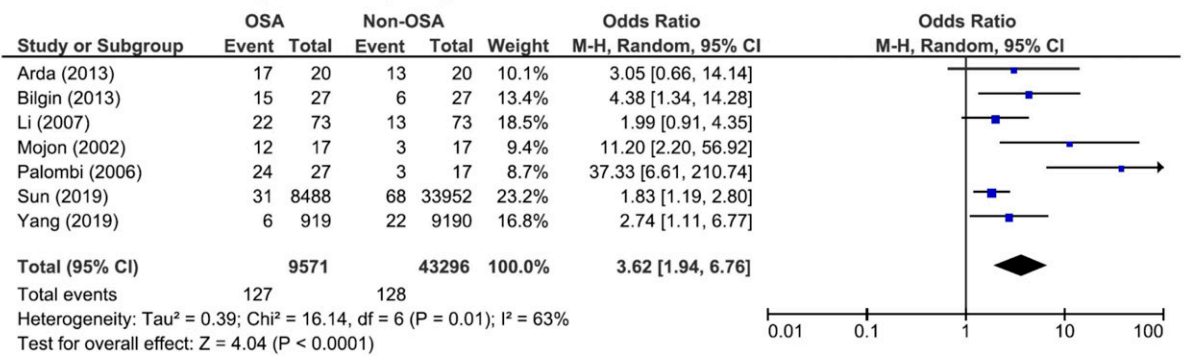 OSA Non-OSA Odds Ratio Odds Ratio
Study or Subgroup Event Total Event Total Weight M-H, Random, 95% CI M-H, Random, 95% CI
Arda (2013) 17 20 13 20 10.1% 3.05 [0.66, 14.14]
Bilgin (2013) 15 27 6 27 13.4% 4.38 [1.34, 14.28]
Li (2007) 22 73 13 73 18.5% 1.99 [0.91, 4.35]
Mojon (2002) 12 17 3 17 9.4% 11.20 [2.20, 56.92]
Palombi (2006) 24 27 3 17 8.7% 37.33 [6.61, 210.74]
Sun (2019) 31 8488 68 33952 23.2% 1.83 [1.19, 2.80]
Yang (2019) 6 919 22 9190 16.8% 2.74 [1.11, 6.77]
Total (95% CI) 9571 43296 100.0% 3.62 [1.94, 6.76]
Total events 127 128
Heterogeneity: Tau² = 0.39; Chi² = 16.14, df = 6 (P = 0.01); I² = 63%
Test for overall effect: Z = 4.04 (P < 0.0001)
0.01 0.1 1 10 100